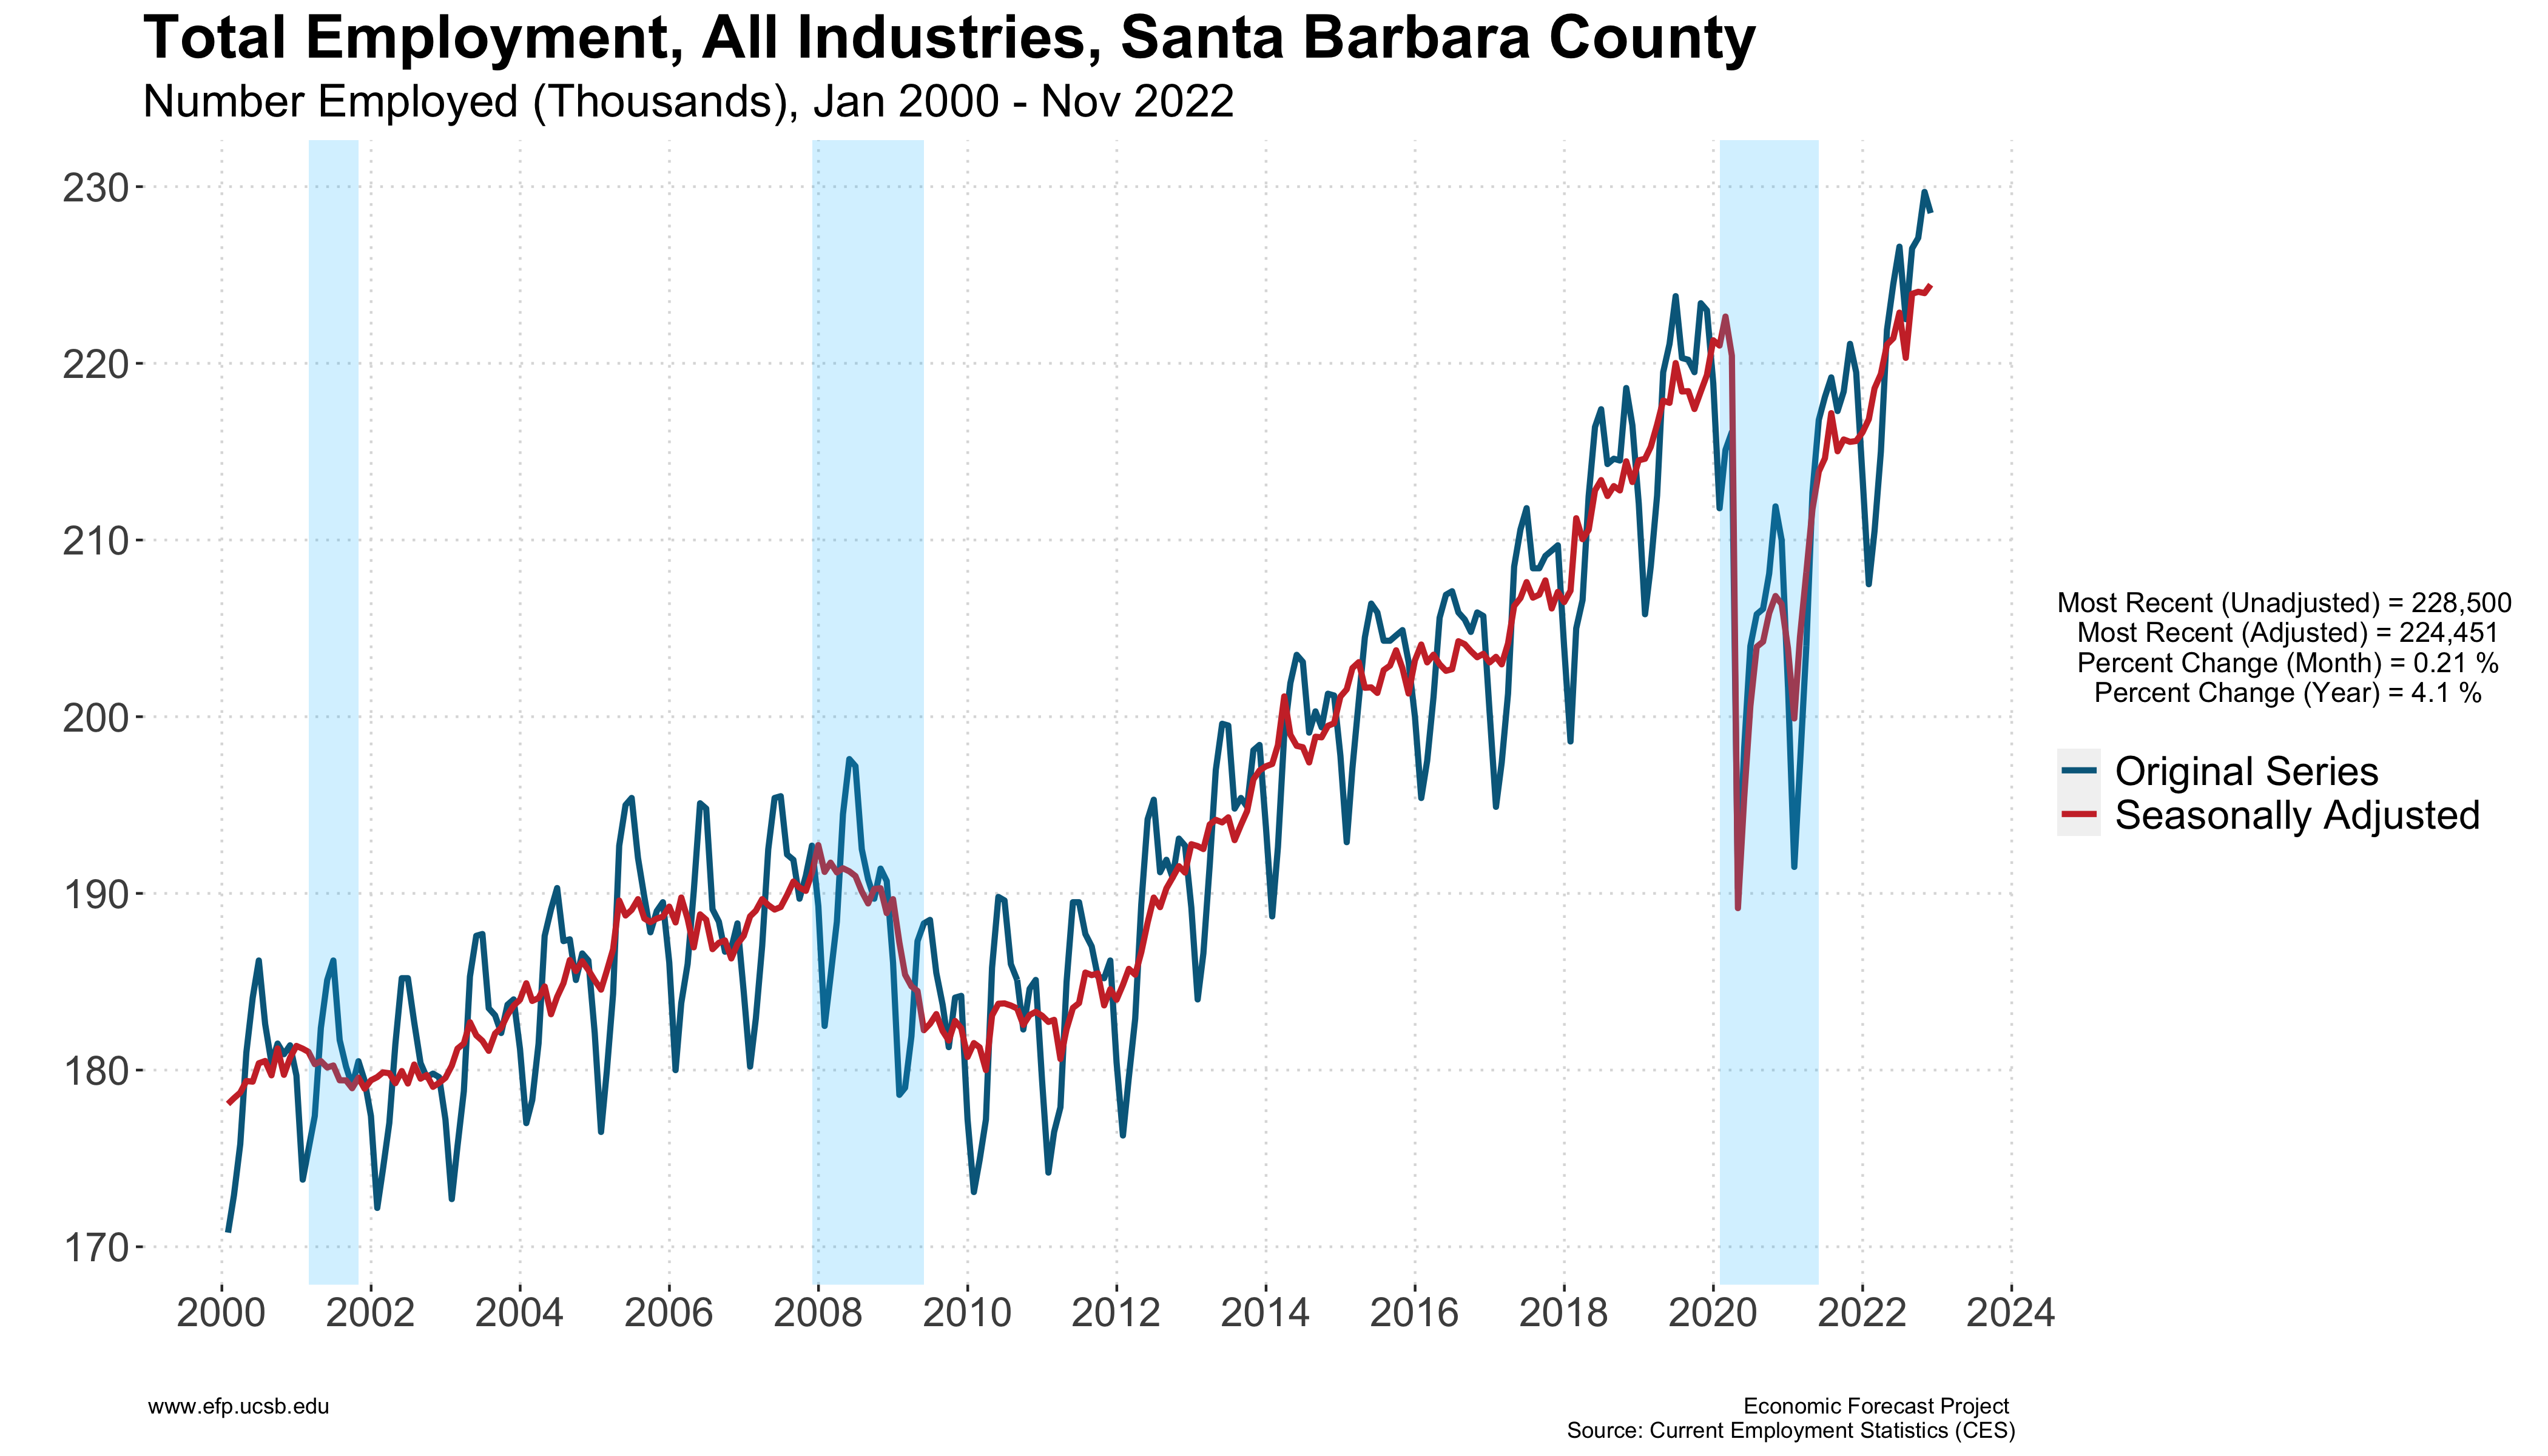 Total Employment, All Industries, Santa Barbara County
Number Employed (Thousands), Jan 2000 - Nov 2022
230
220
210
200
190
180
170
2000 2002 2004 2006 2008 2010 2012 2014 2016 2018 2020 2022 2024
Most Recent (Unadjusted) = 228,500
Most Recent (Adjusted) = 224,451
Percent Change (Month) = 0.21 %
Percent Change (Year) = 4.1 %
Original Series
Seasonally Adjusted
www.efp.ucsb.edu
Economic Forecast Project
Source: Current Employment Statistics (CES)